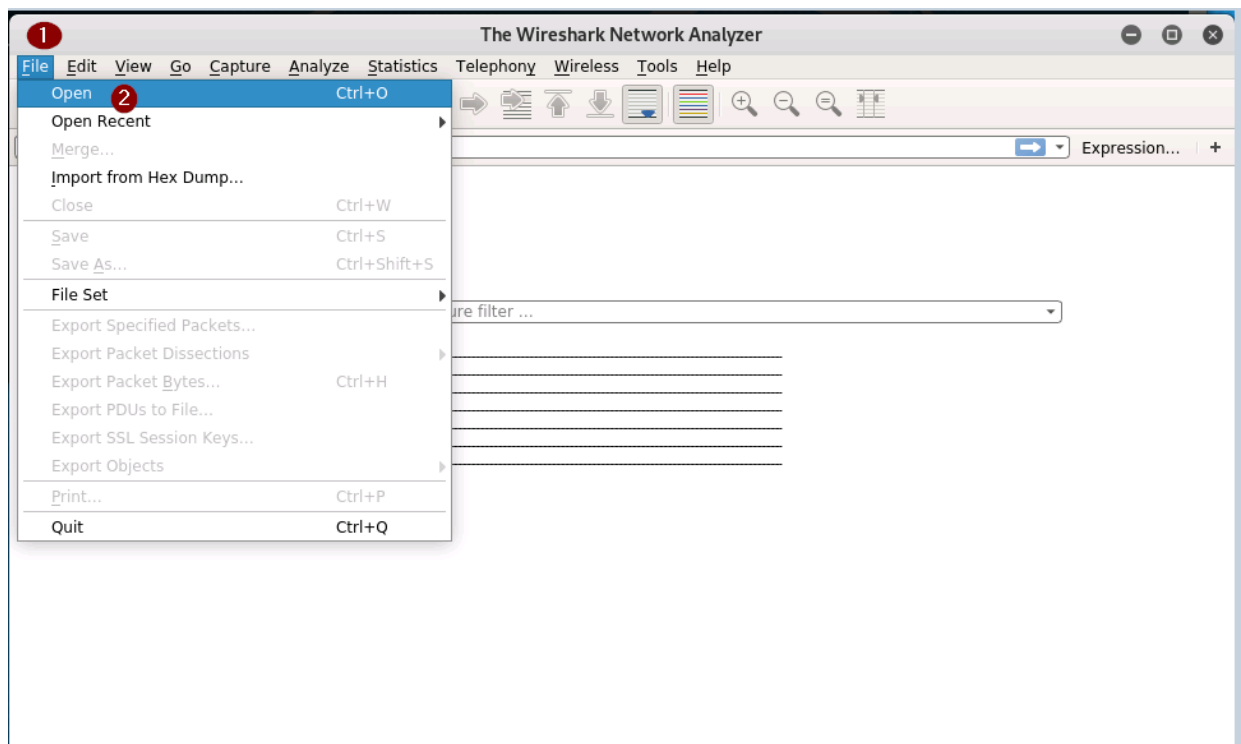 1
The Wireshark Network Analyzer
File Edit View Go Capture Analyze Statistics Telephony Wireless Tools Help
Open 2 Ctrl+O
Open Recent
Merge...
Expression... +
Import from Hex Dump...
Close Ctrl+W
Save Ctrl+S
Save As... Ctrl+Shift+S
File Set
ure filter ...
Export Specified Packets...
Export Packet Dissections
Export Packet Bytes... Ctrl+H
Export PDUs to File...
Export SSL Session Keys...
Export Objects
Print... Ctrl+P
Quit Ctrl+Q